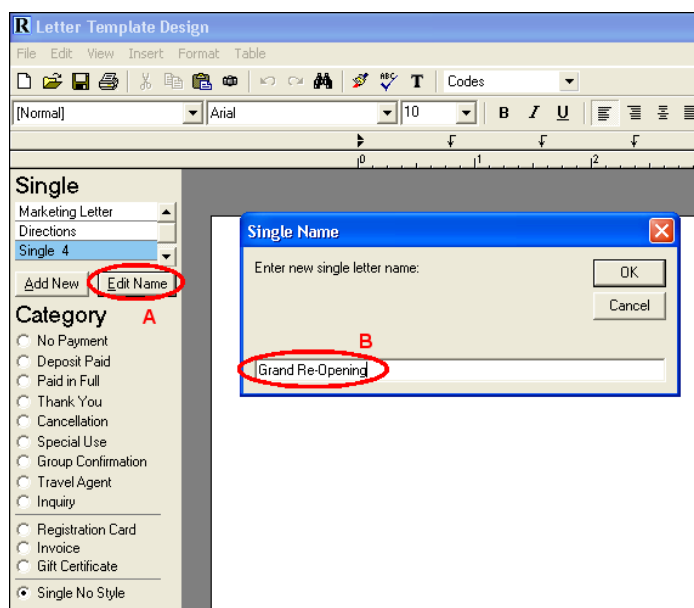 R Letter Template Design
File Edit View Insert Format Table
ABC T Codes
[Normal] Arial 10 B I U
0 1 2
Single
Marketing Letter
Directions
Single 4
Add New Edit Name
A
Single Name
Enter new single letter name:
OK
Cancel
B
Grand Re-Opening
Category
No Payment
Deposit Paid
Paid in Full
Thank You
Cancellation
Special Use
Group Confirmation
Travel Agent
Inquiry
Registration Card
Invoice
Gift Certificate
Single No Style